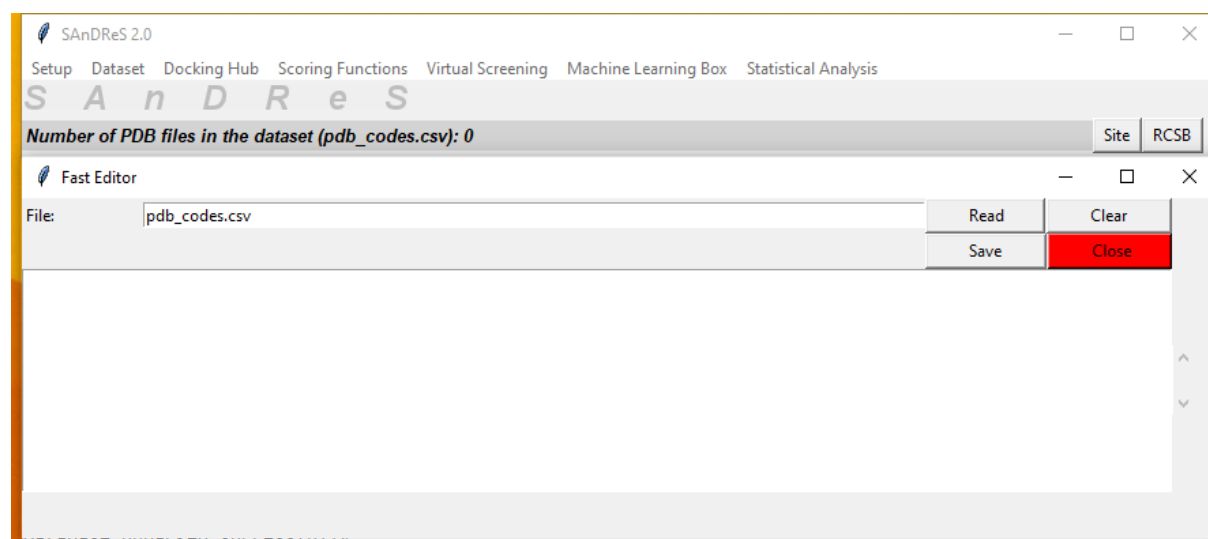 SAnDReS 2.0
Setup Dataset Docking Hub Scoring Functions Virtual Screening Machine Learning Box Statistical Analysis
S A n D R e S
Number of PDB files in the dataset (pdb_codes.csv): 0 Site RCSB
Fast Editor
File: pdb_codes.csv Read Clear
Save Close